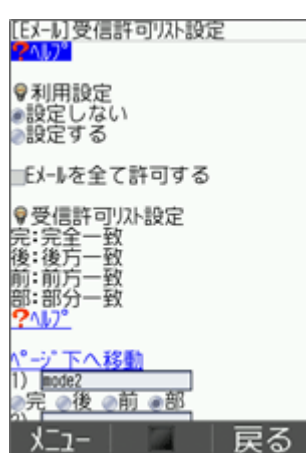 [Eﾒｰﾙ]受信許可ﾘｽﾄ設定
?ﾍﾙﾌﾟ
利用設定
設定しない
設定する
Eﾒｰﾙを全て許可する
受信許可ﾘｽﾄ設定
完:完全一致
後:後方一致
前:前方一致
部:部分一致
?ﾍﾙﾌﾟ
ﾍﾟｰｼﾞ下へ移動
1) mode2
完 後 前 部
2)
ﾒﾆｭｰ 戻る